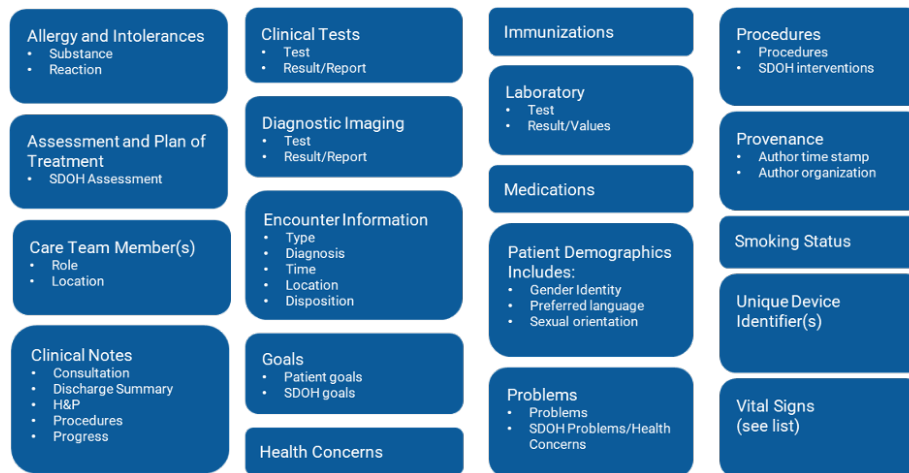 Allergy and Intolerances
• Substance
• Reaction
Assessment and Plan of
Treatment
• SDOH Assessment
Care Team Member(s)
• Role
• Location
Clinical Notes
• Consultation
• Discharge Summary
• H&P
• Procedures
• Progress
Clinical Tests
• Test
• Result/Report
Diagnostic Imaging
• Test
• Result/Report
Encounter Information
• Type
• Diagnosis
• Time
• Location
• Disposition
Goals
• Patient goals
• SDOH goals
Health Concerns
Immunizations
Laboratory
• Test
• Result/Values
Medications
Patient Demographics
Includes:
• Gender Identity
• Preferred language
• Sexual orientation
Problems
• Problems
• SDOH Problems/Health
Concerns
Procedures
• Procedures
• SDOH interventions
Provenance
• Author time stamp
• Author organization
Smoking Status
Unique Device
Identifier(s)
Vital Signs
(see list)